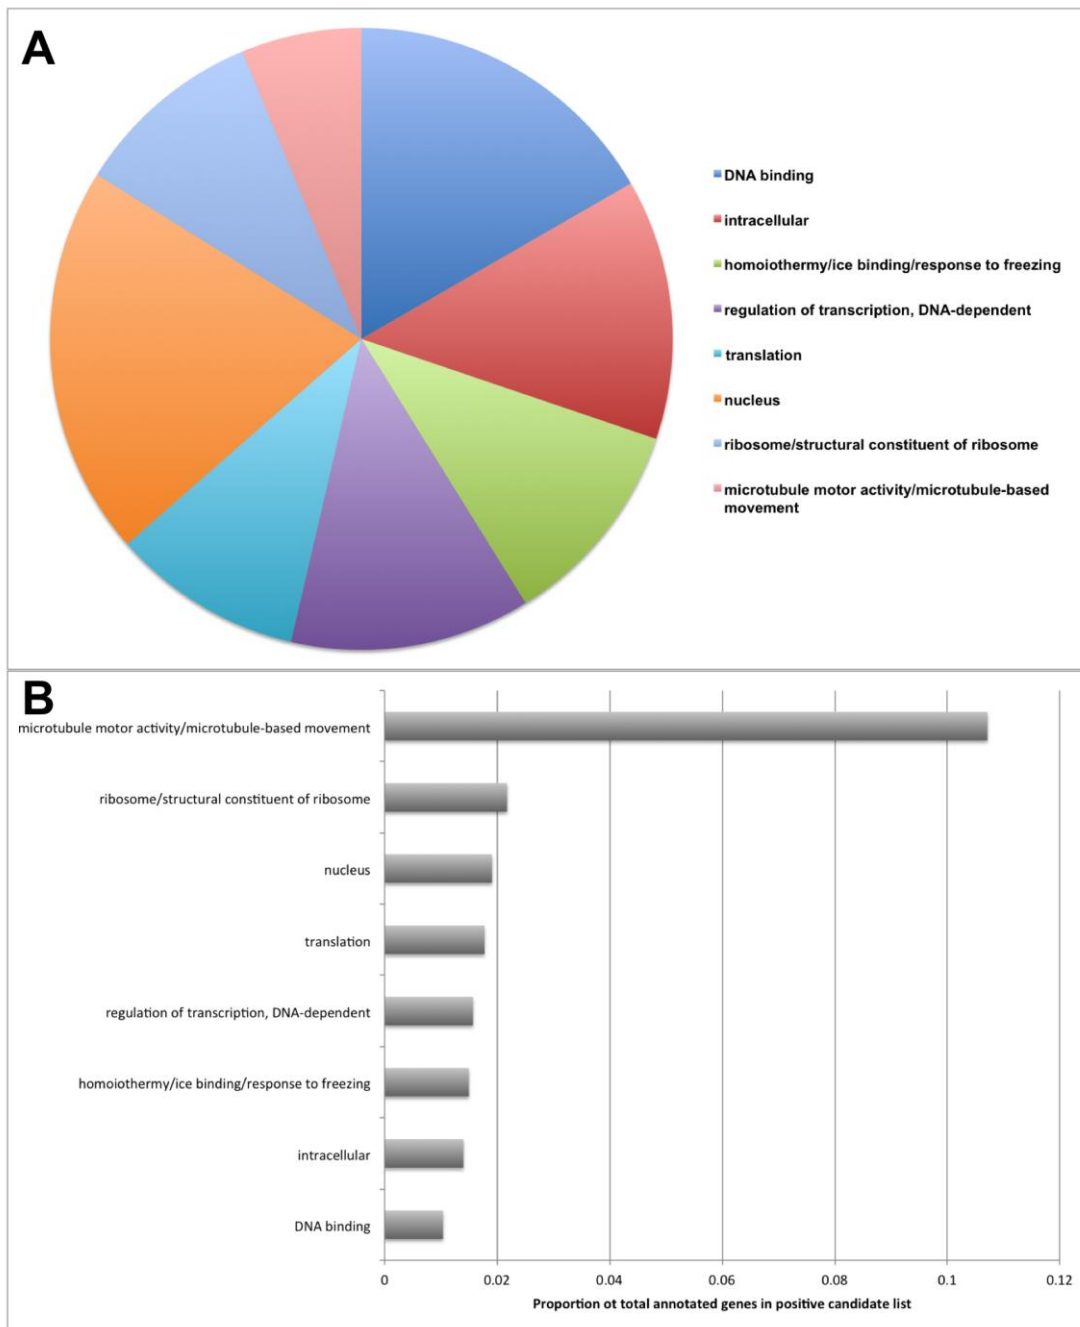 A
DNA binding
intracellular
homoiothermy/ice binding/response to freezing
regulation of transcription, DNA-dependent
translation
nucleus
ribosome/structural constituent of ribosome
microtubule motor activity/microtubule-based
movement
B
microtubule motor activity/microtubule-based movement
ribosome/structural constituent of ribosome
nucleus
translation
regulation of transcription, DNA-dependent
homoiothermy/ice binding/response to freezing
intracellular
DNA binding
0 0.02 0.04 0.06 0.08 0.1 0.12
Proportion of total annotated genes in positive candidate list